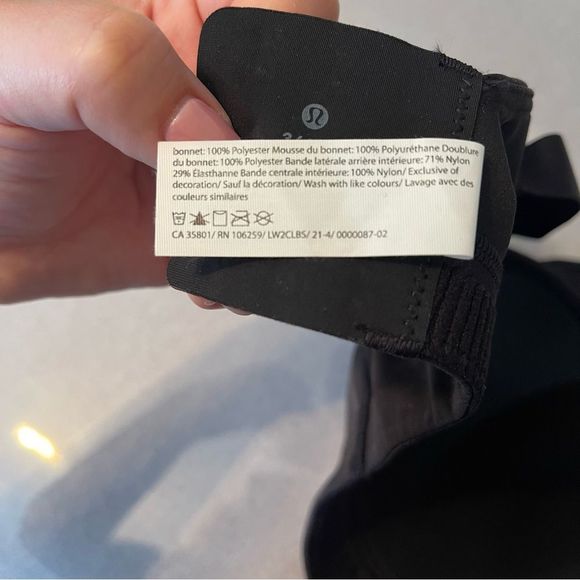 bonnet: 100% Polyester Mousse du bonnet: 100% Polyuréthane Doublure
du bonnet: 100% Polyester Bande latérale arrière intérieure: 71% Nylon
29% Élasthanne Bande centrale intérieure: 100% Nylon/ Exclusive of
decoration/ Sauf la décoration/ Wash with like colours/ Lavage avec des
couleurs similaires
CA 35801/ RN 106259/ LW2CLBS/ 21-4/ 0000087-02